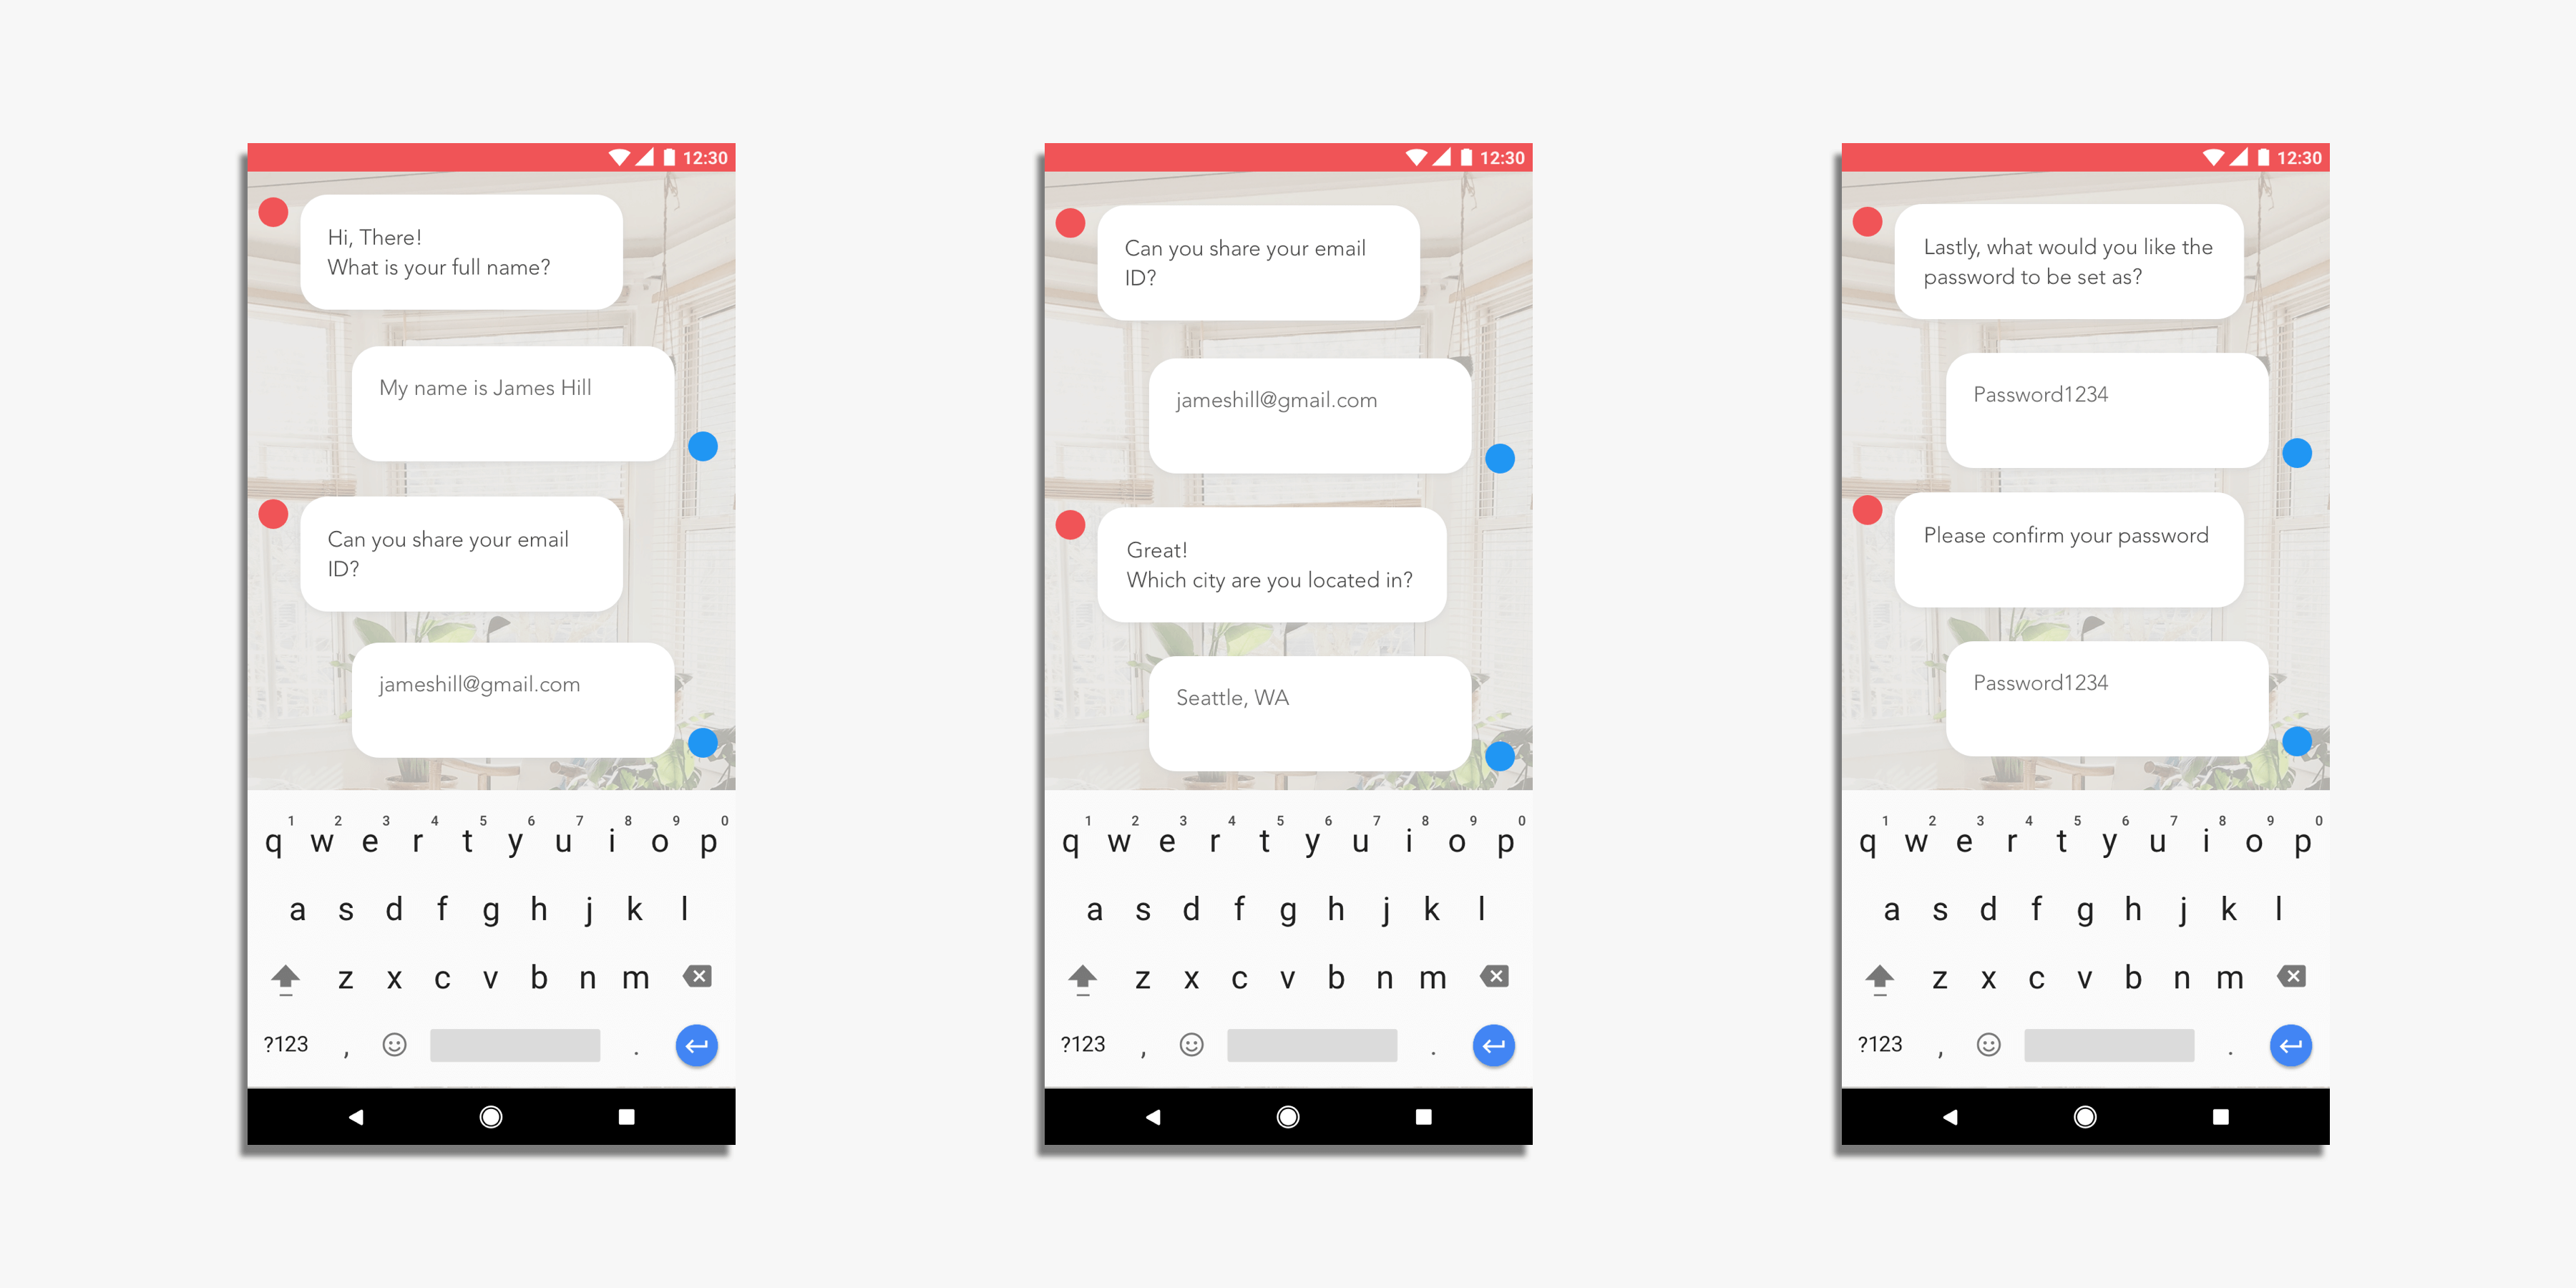 12:30
Hi, There!
What is your full name?
My name is James Hill
Can you share your email
ID?
jameshill@gmail.com
1 2 3 4 5 6 7 8 9 0
q w e r t y u i o p
a s d f g h j k l
z x c v b n m
?123 , .
12:30
Can you share your email
ID?
jameshill@gmail.com
Great!
Which city are you located in?
Seattle, WA
1 2 3 4 5 6 7 8 9 0
q w e r t y u i o p
a s d f g h j k l
z x c v b n m
?123 , .
12:30
Lastly, what would you like the
password to be set as?
Password1234
Please confirm your password
Password1234
1 2 3 4 5 6 7 8 9 0
q w e r t y u i o p
a s d f g h j k l
z x c v b n m
?123 , .